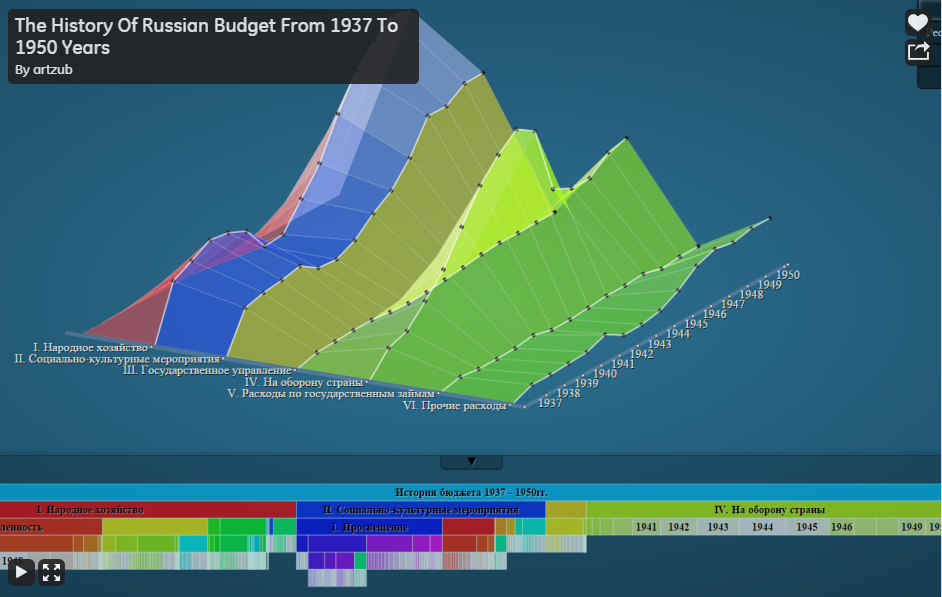 The History Of Russian Budget From 1937 To
1950 Years
By artzub
I. Народное хозяйство
II. Социально-культурные мероприятия
III. Государственное управление
IV. На оборону страны
V. Расходы по государственным займам
VI. Прочие расходы
1937
1938
1939
1940
1941
1942
1943
1944
1945
1946
1947
1948
1949
1950
История бюджета 1937 - 1950гг.
I. Народное хозяйство
II. Социально-культурные мероприятия
IV. На оборону страны
ленность
1. Просвещение
1941
1942
1943
1944
1945
1946
1949